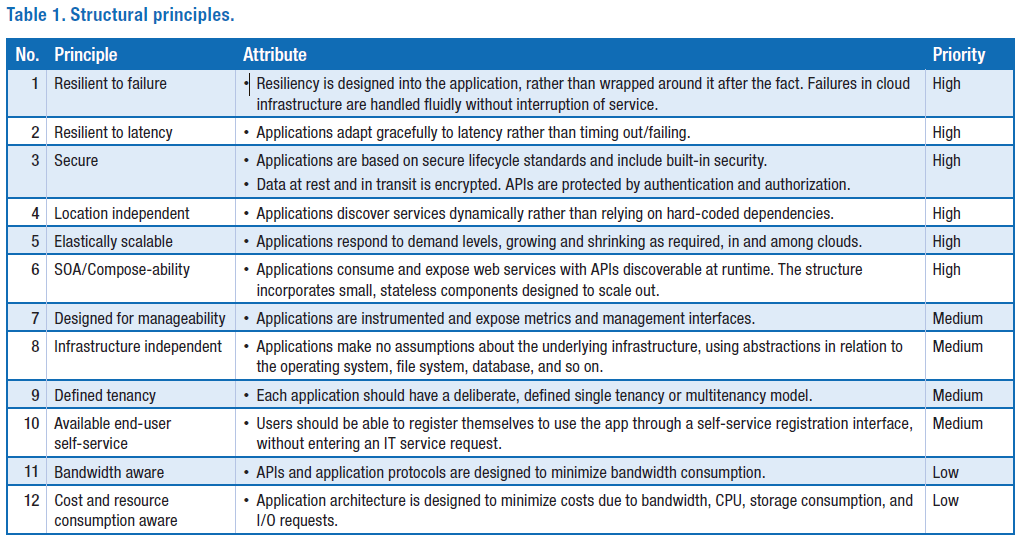 Table 1. Structural principles.
No. Principle Attribute Priority
1 Resilient to failure • Resiliency is designed into the application, rather than wrapped around it after the fact. Failures in cloud High
infrastructure are handled fluidly without interruption of service.
2 Resilient to latency • Applications adapt gracefully to latency rather than timing out/failing. High
3 Secure • Applications are based on secure lifecycle standards and include built-in security. High
• Data at rest and in transit is encrypted. APIs are protected by authentication and authorization.
4 Location independent • Applications discover services dynamically rather than relying on hard-coded dependencies. High
5 Elastically scalable • Applications respond to demand levels, growing and shrinking as required, in and among clouds. High
6 SOA/Compose-ability • Applications consume and expose web services with APIs discoverable at runtime. The structure High
incorporates small, stateless components designed to scale out.
7 Designed for manageability • Applications are instrumented and expose metrics and management interfaces. Medium
8 Infrastructure independent • Applications make no assumptions about the underlying infrastructure, using abstractions in relation to Medium
the operating system, file system, database, and so on.
9 Defined tenancy • Each application should have a deliberate, defined single tenancy or multitenancy model. Medium
10 Available end-user • Users should be able to register themselves to use the app through a self-service registration interface, Medium
self-service without entering an IT service request.
11 Bandwidth aware • APIs and application protocols are designed to minimize bandwidth consumption. Low
12 Cost and resource • Application architecture is designed to minimize costs due to bandwidth, CPU, storage consumption, and Low
consumption aware I/O requests.